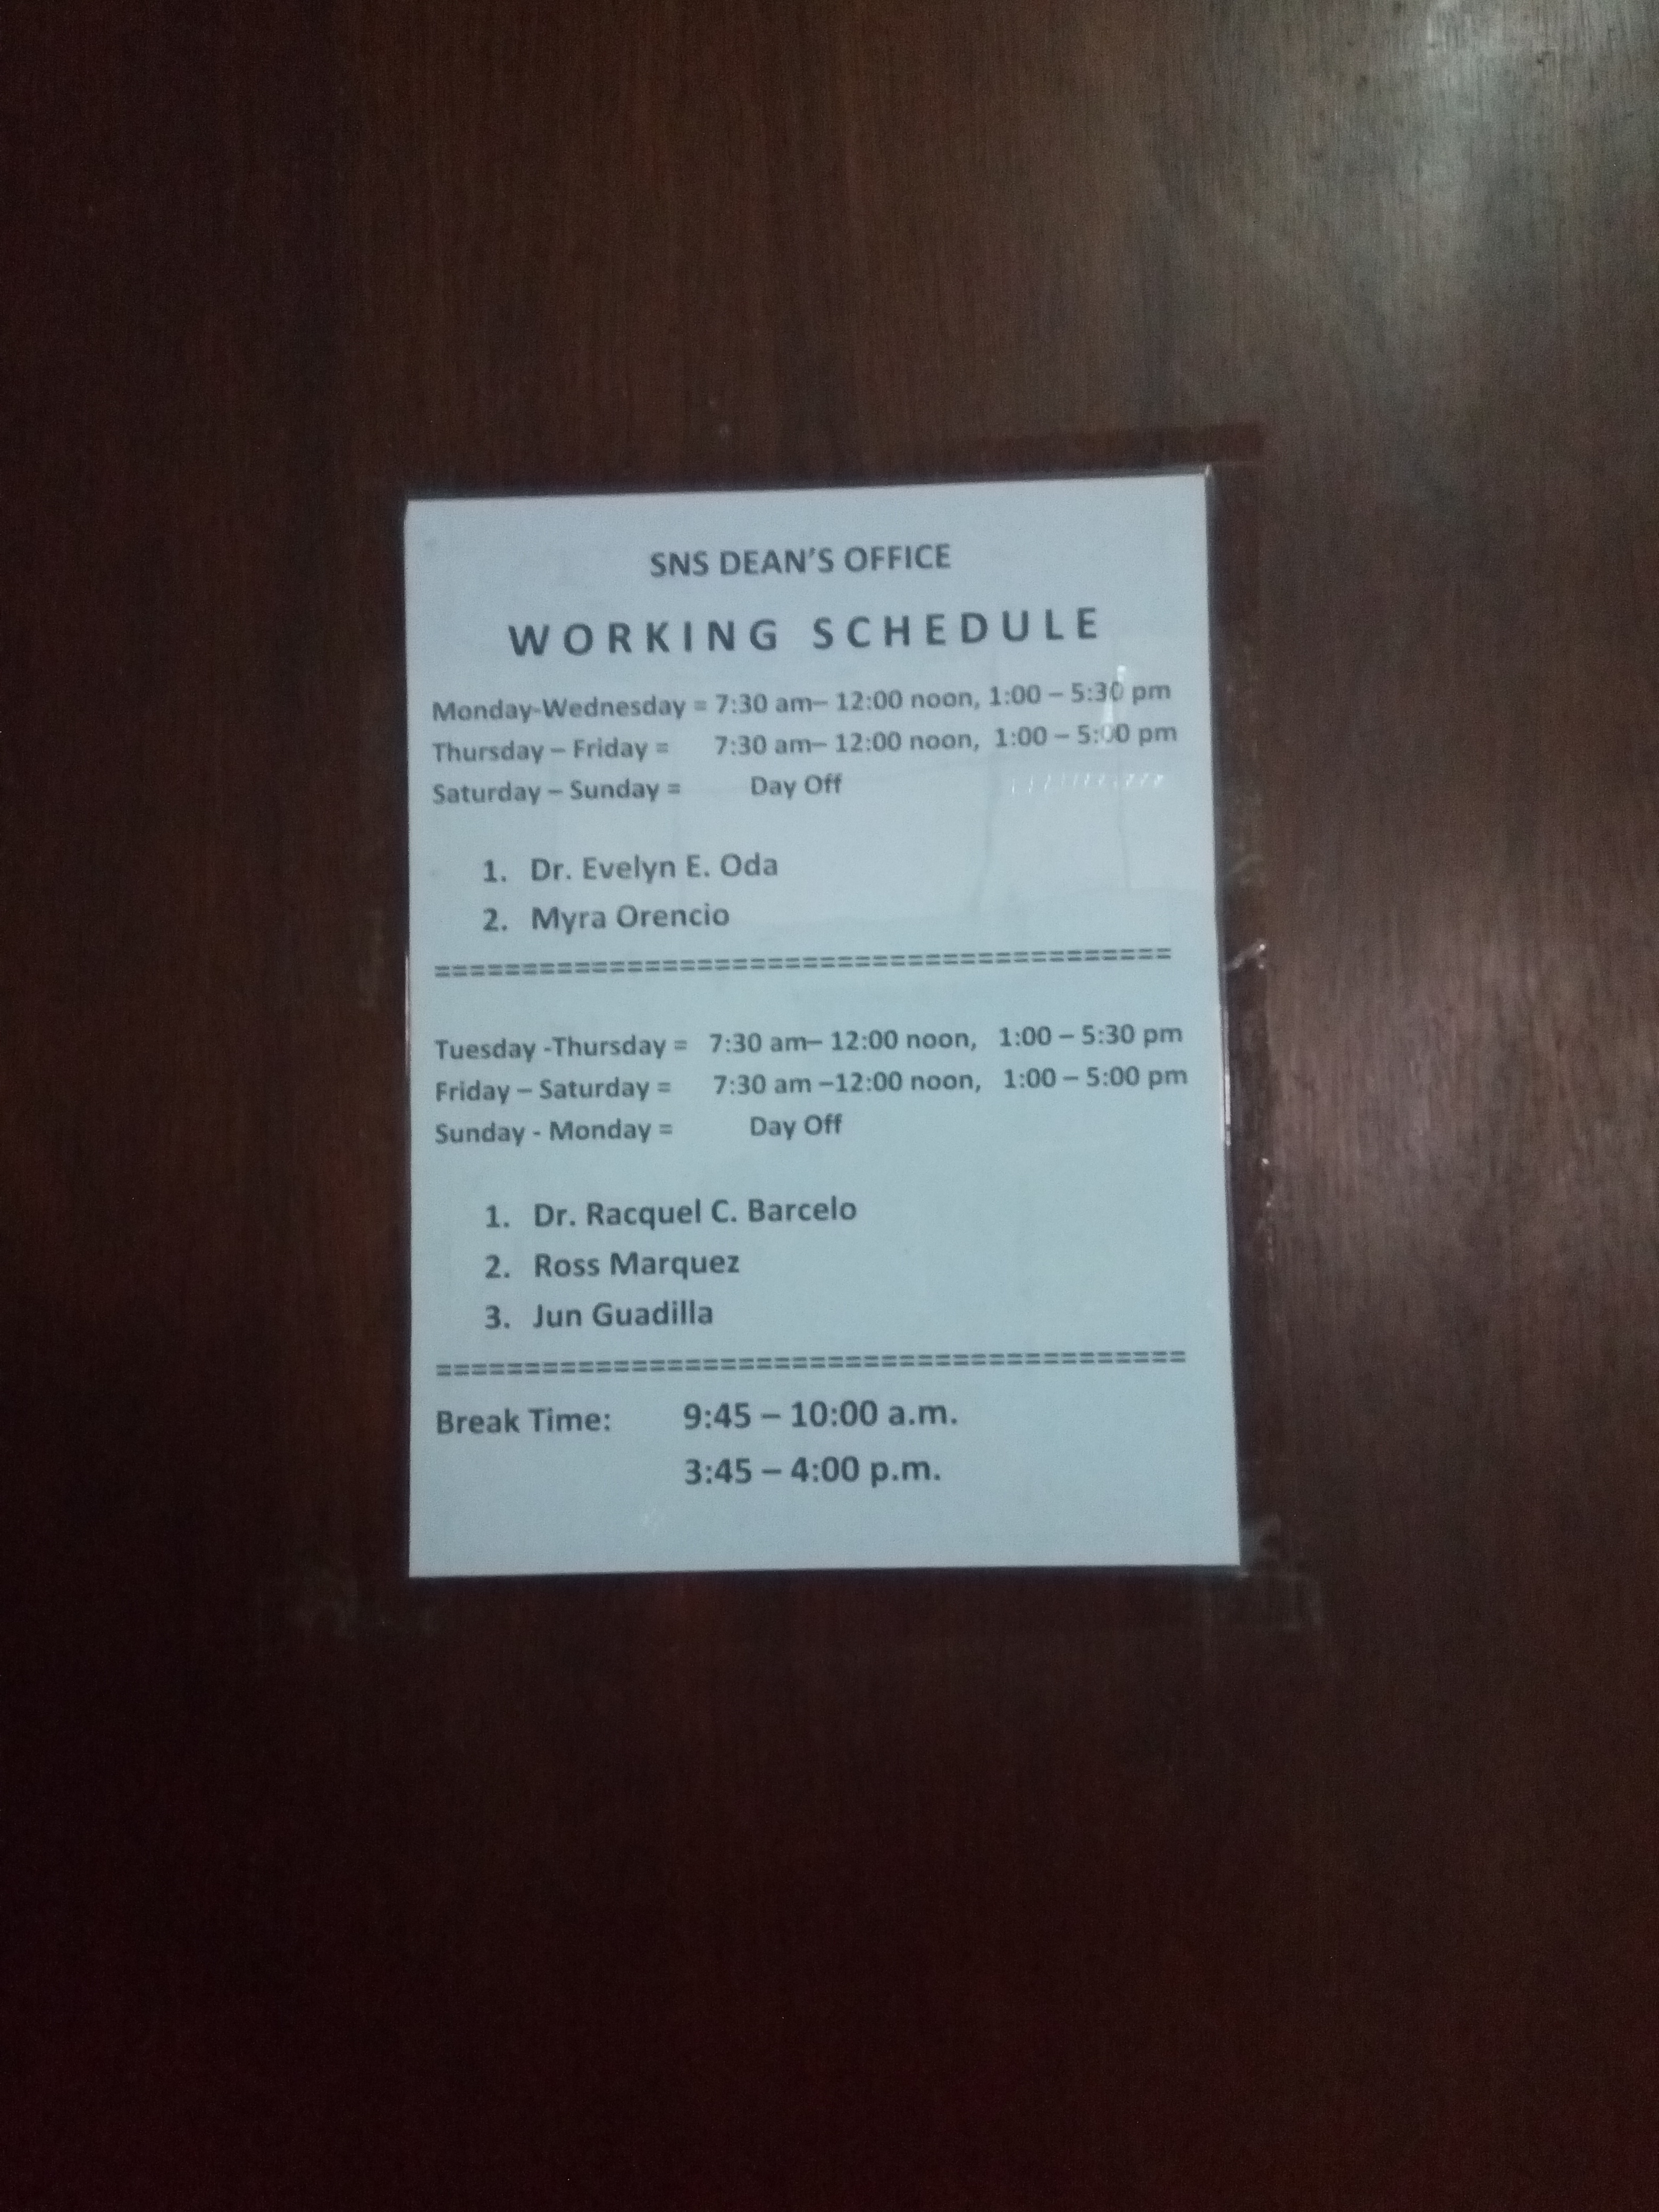 SNS DEAN'S OFFICE
WORKING SCHEDULE
Monday-Wednesday = 7:30 am– 12:00 noon, 1:00 – 5:30 pm
Thursday – Friday = 7:30 am– 12:00 noon, 1:00 – 5:00 pm
Saturday – Sunday = Day Off
1. Dr. Evelyn E. Oda
2. Myra Orencio
==========================================
Tuesday -Thursday = 7:30 am– 12:00 noon, 1:00 – 5:30 pm
Friday – Saturday = 7:30 am –12:00 noon, 1:00 – 5:00 pm
Sunday - Monday = Day Off
1. Dr. Racquel C. Barcelo
2. Ross Marquez
3. Jun Guadilla
==========================================
Break Time: 9:45 – 10:00 a.m.
3:45 – 4:00 p.m.